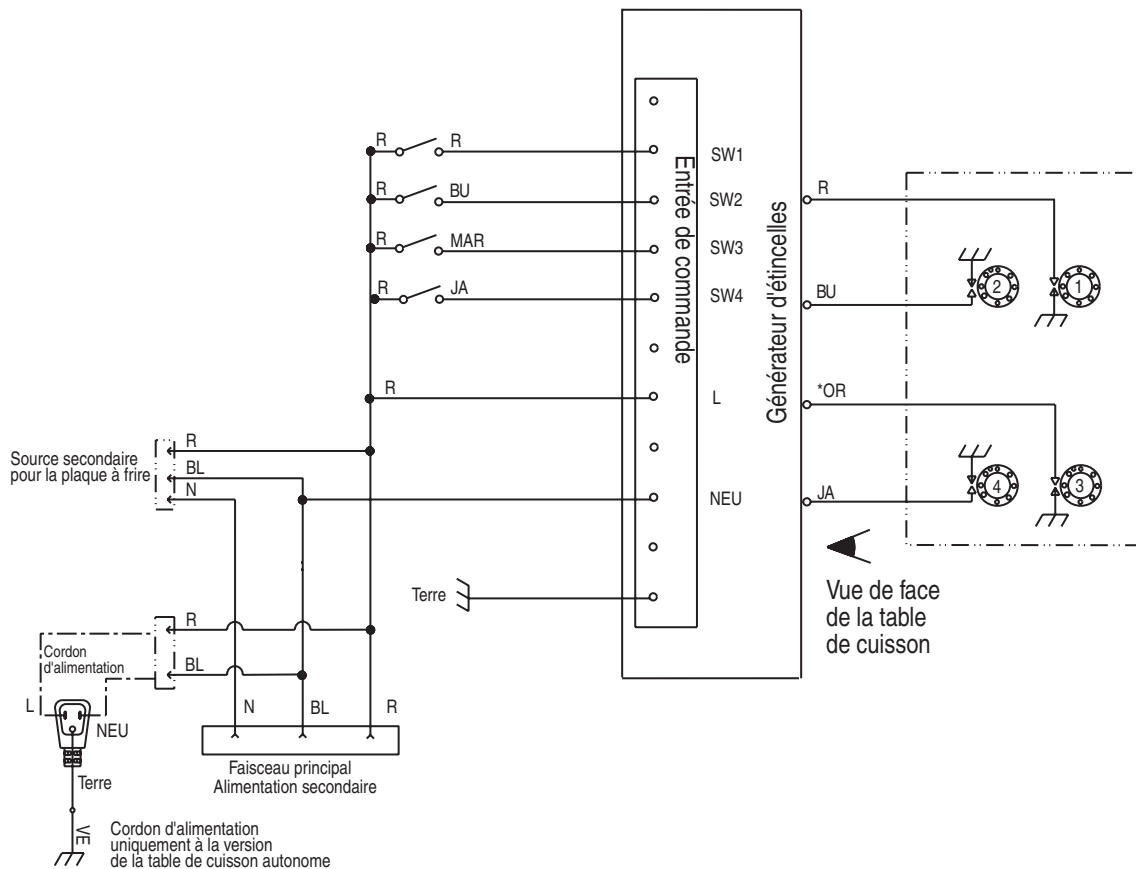 R
R
SW1
R
BU
SW2
R
MAR
SW3
R
JA
SW4
Entrée de commande
Générateur d'étincelles
R
L
NEU
R
BU
*OR
JA
2
1
4
3
Vue de face
de la table
de cuisson
Source secondaire
pour la plaque à frire
R
BL
N
Terre
R
BL
Cordon
d'alimentation
L
NEU
Terre
VE
N
BL
R
Faisceau principal
Alimentation secondaire
Cordon d'alimentation
uniquement à la version
de la table de cuisson autonome